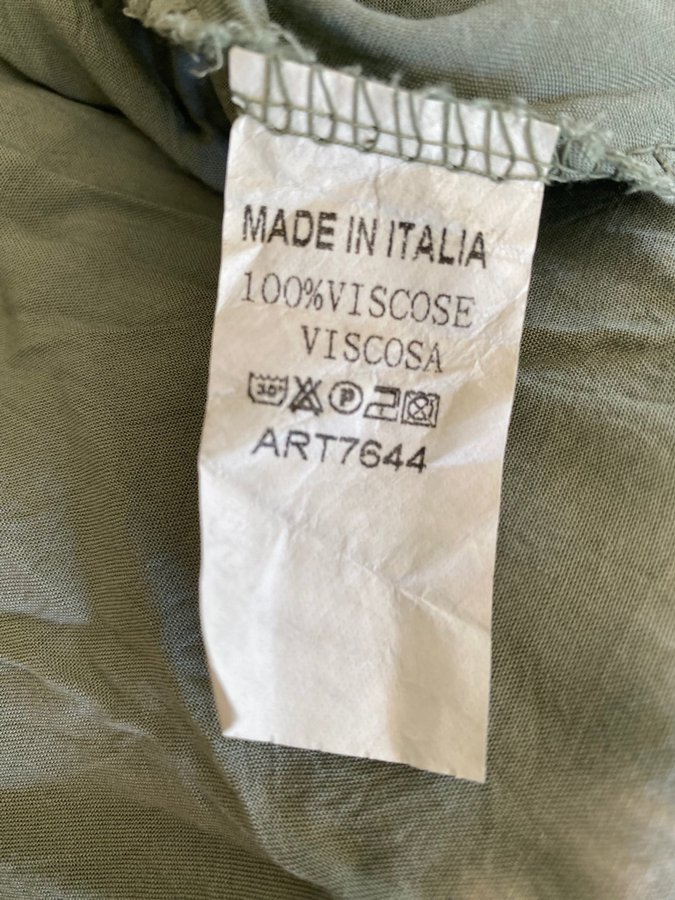 MADE IN ITALIA
100%VISCOSE
VISCOSA
30° P
ART7644